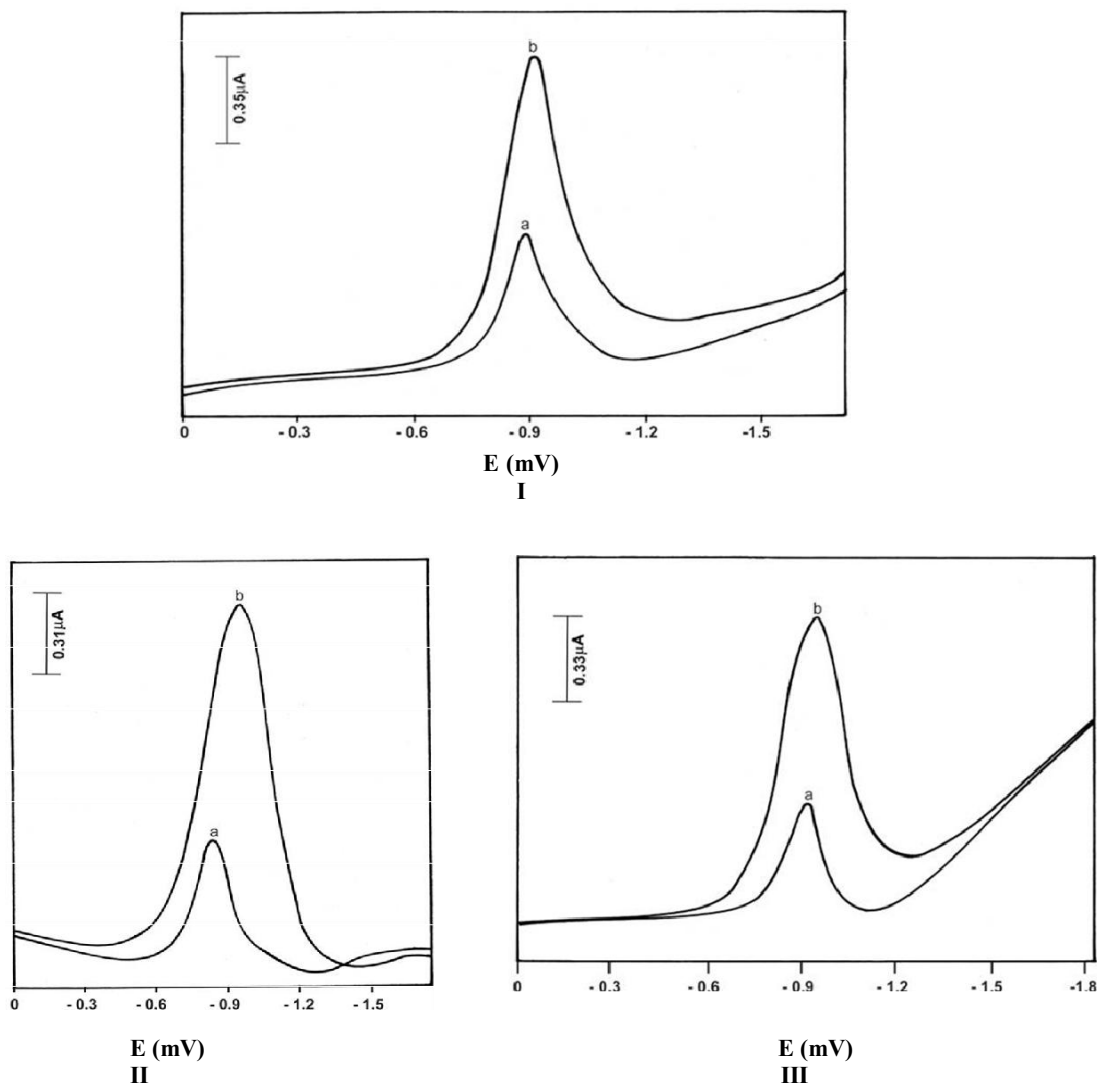 b
0.35µA
a
0 - 0.3 - 0.6 - 0.9 - 1.2 -1.5
E (mV)
I
b
0.31µA
a
0 - 0.3 - 0.6 - 0.9 - 1.2 -1.5
E (mV)
II
b
0.33µA
a
0 - 0.3 - 0.6 - 0.9 - 1.2 - 1.5 - 1.8
E (mV)
III